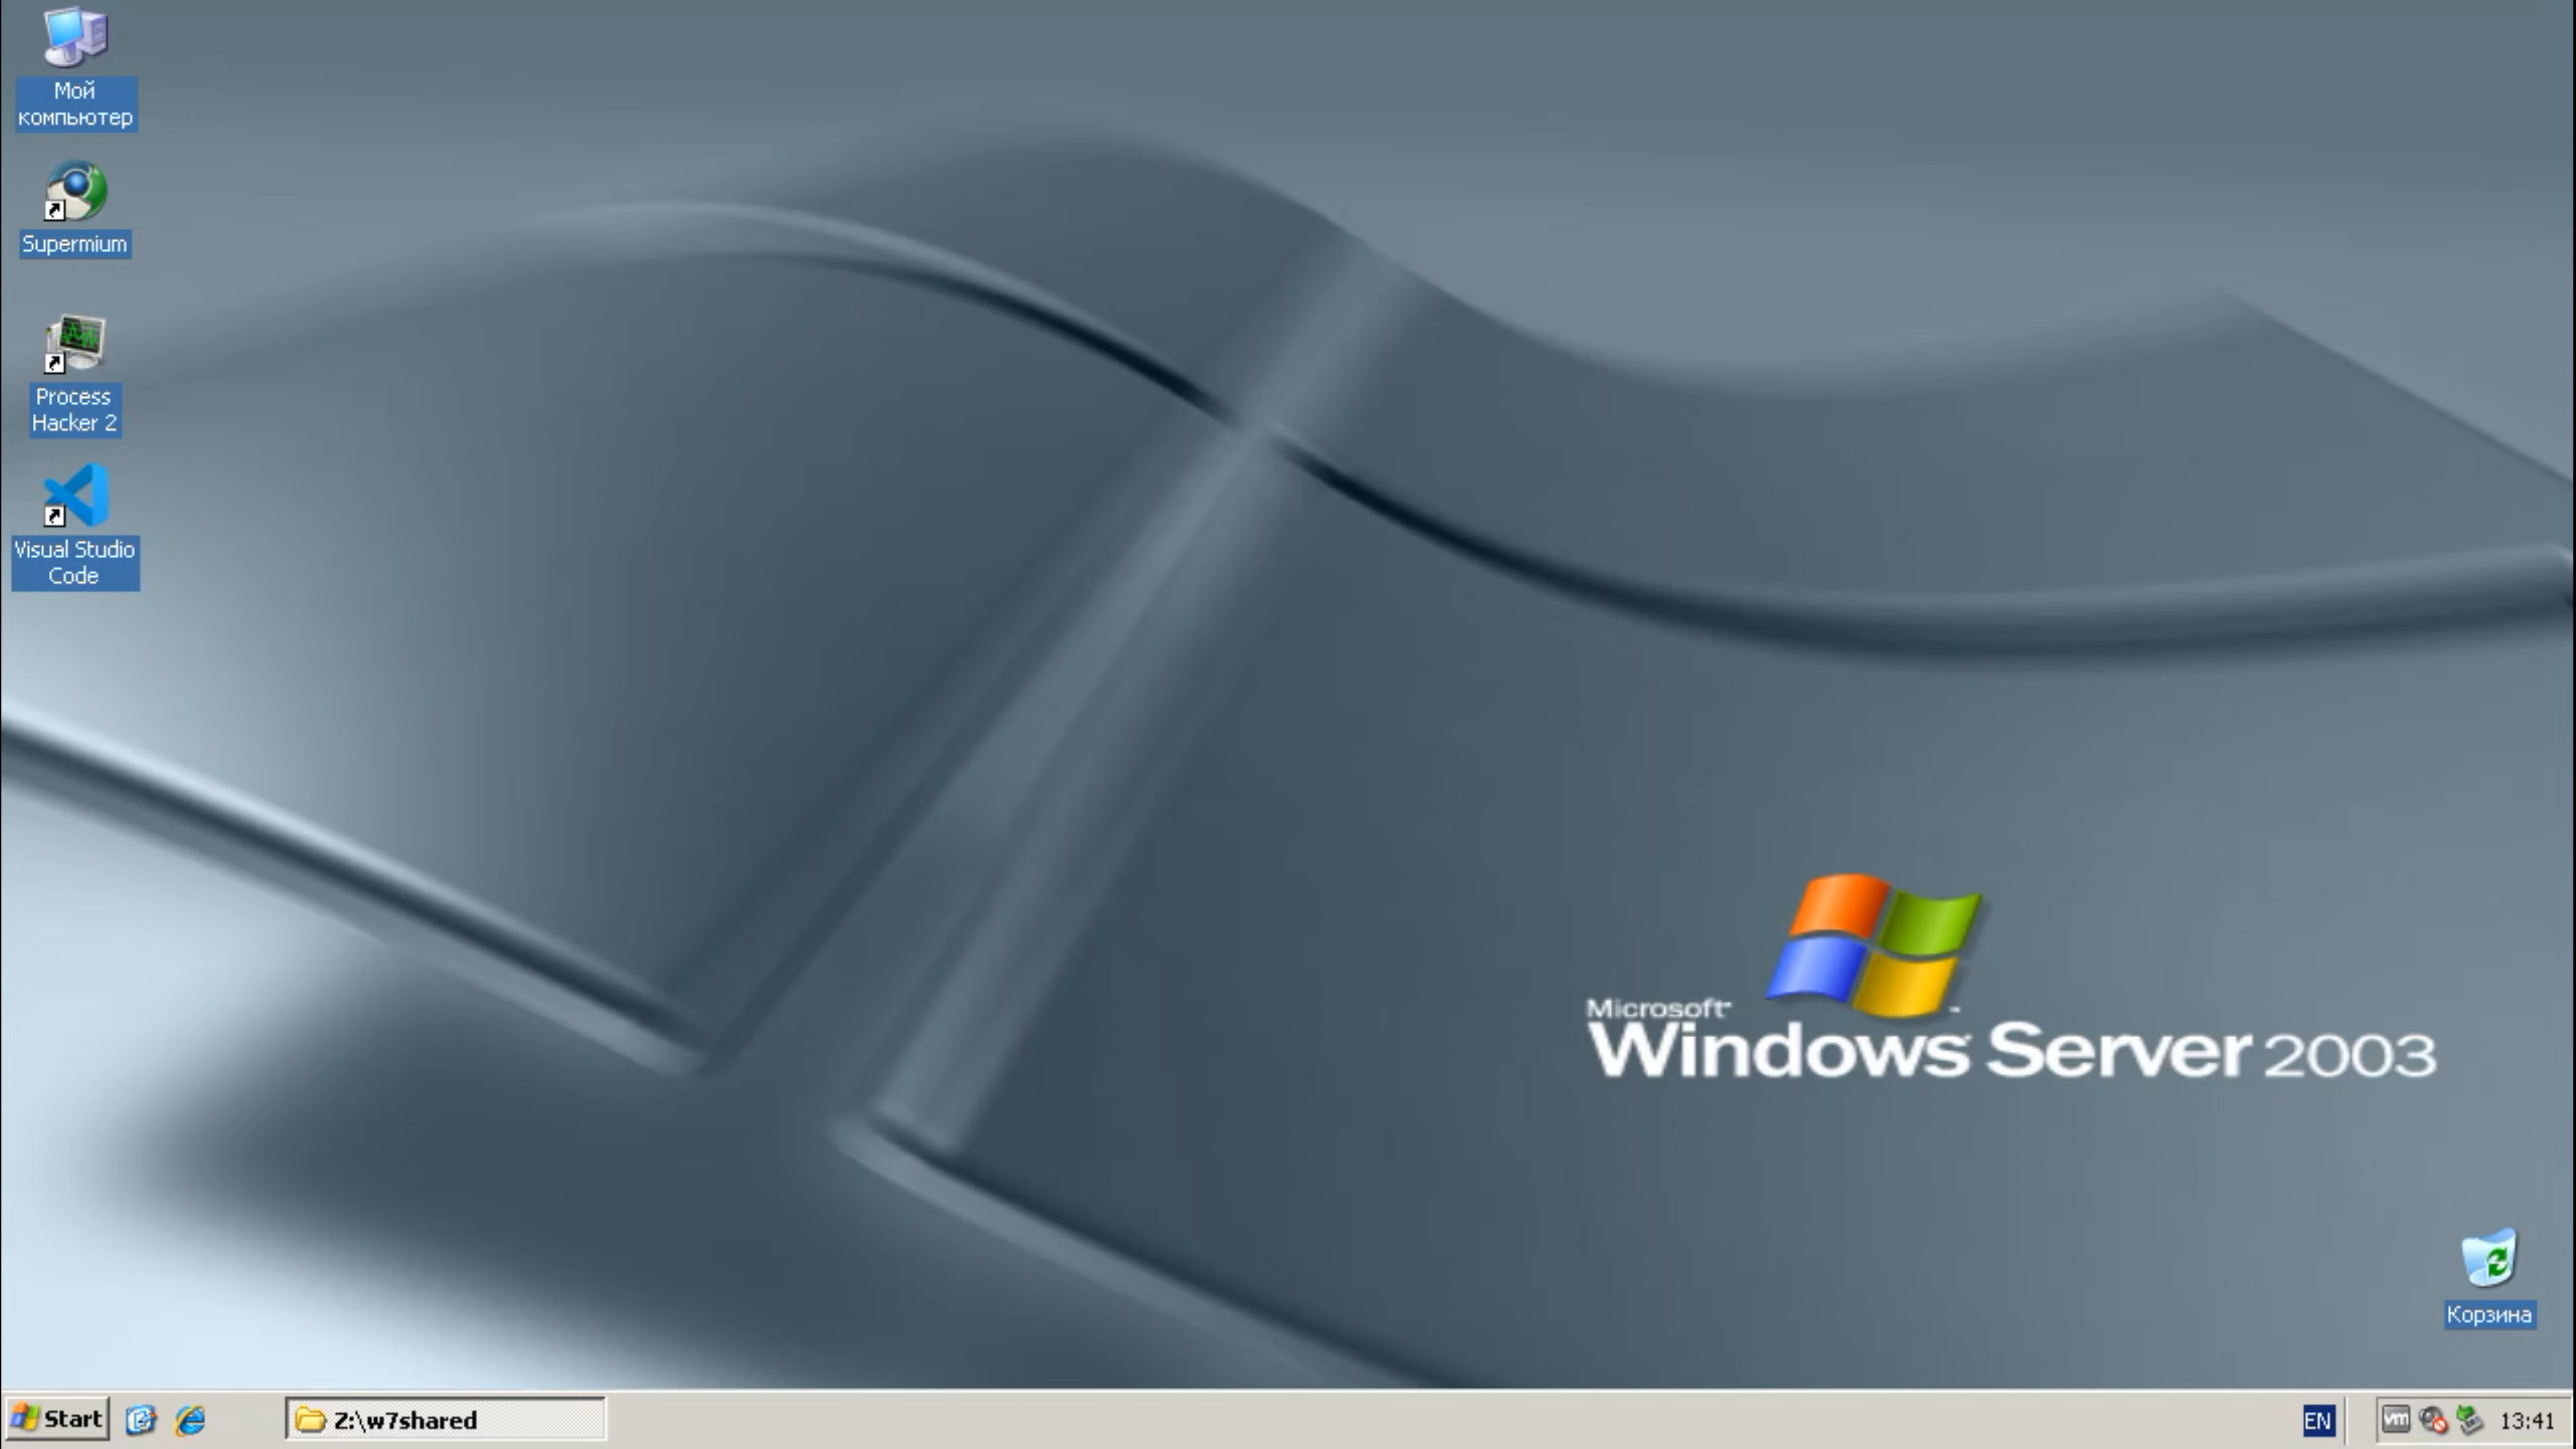 Мой
компьютер
Supermium
Process
Hacker 2
Visual Studio
Code
Microsoft
Windows Server 2003
Корзина
Start
Z:\w7shared
EN
vm
13:41